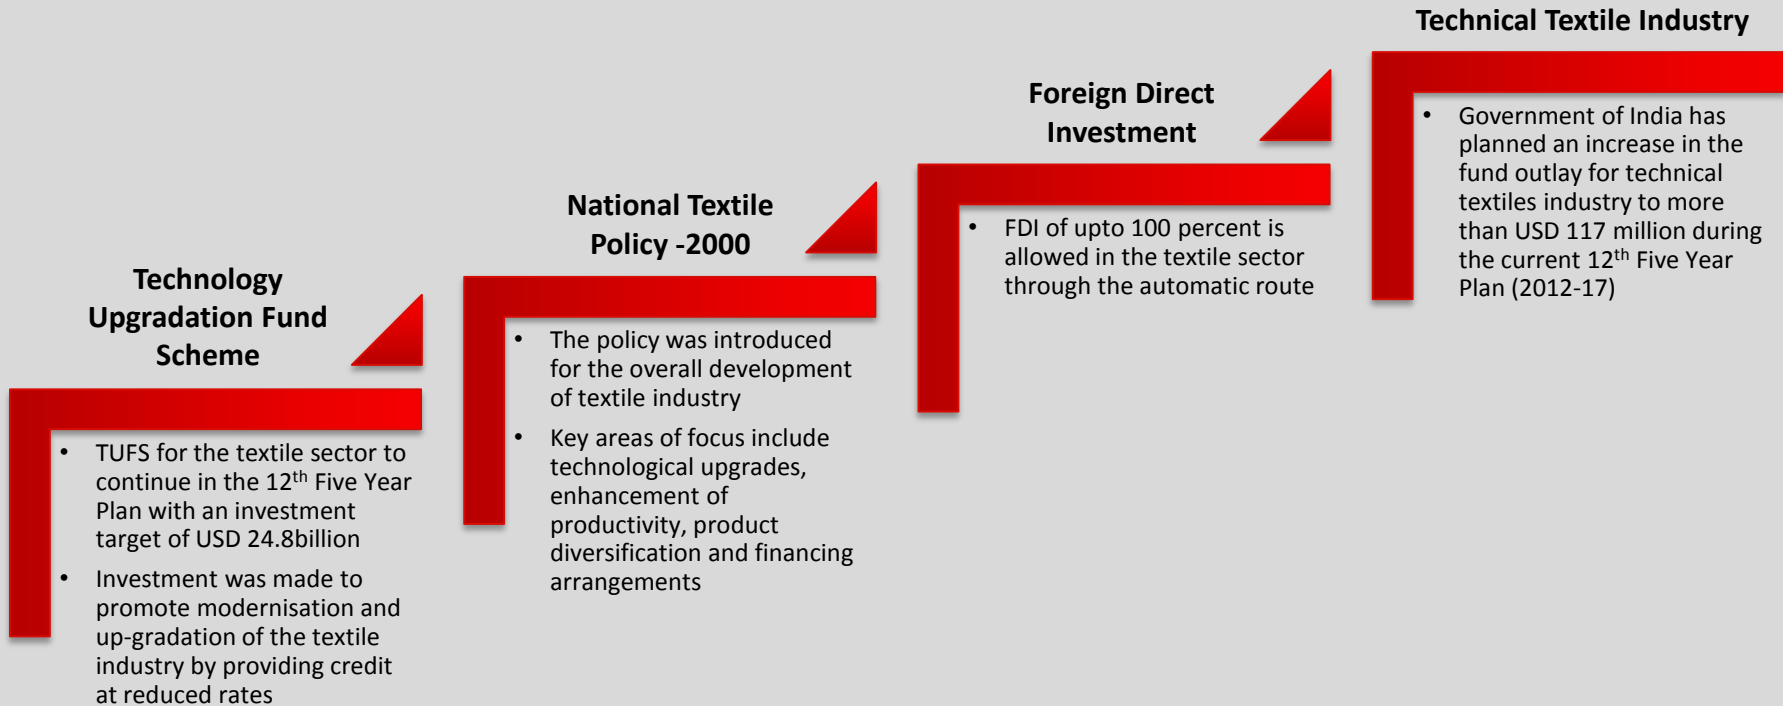 Technology
Upgradation Fund
Scheme
• TUFS for the textile sector to
continue in the 12th Five Year
Plan with an investment
target of USD 24.8billion
• Investment was made to
promote modernisation and
up-gradation of the textile
industry by providing credit
at reduced rates
National Textile
Policy -2000
• The policy was introduced
for the overall development
of textile industry
• Key areas of focus include
technological upgrades,
enhancement of
productivity, product
diversification and financing
arrangements
Foreign Direct
Investment
• FDI of upto 100 percent is
allowed in the textile sector
through the automatic route
Technical Textile Industry
• Government of India has
planned an increase in the
fund outlay for technical
textiles industry to more
than USD 117 million during
the current 12th Five Year
Plan (2012-17)